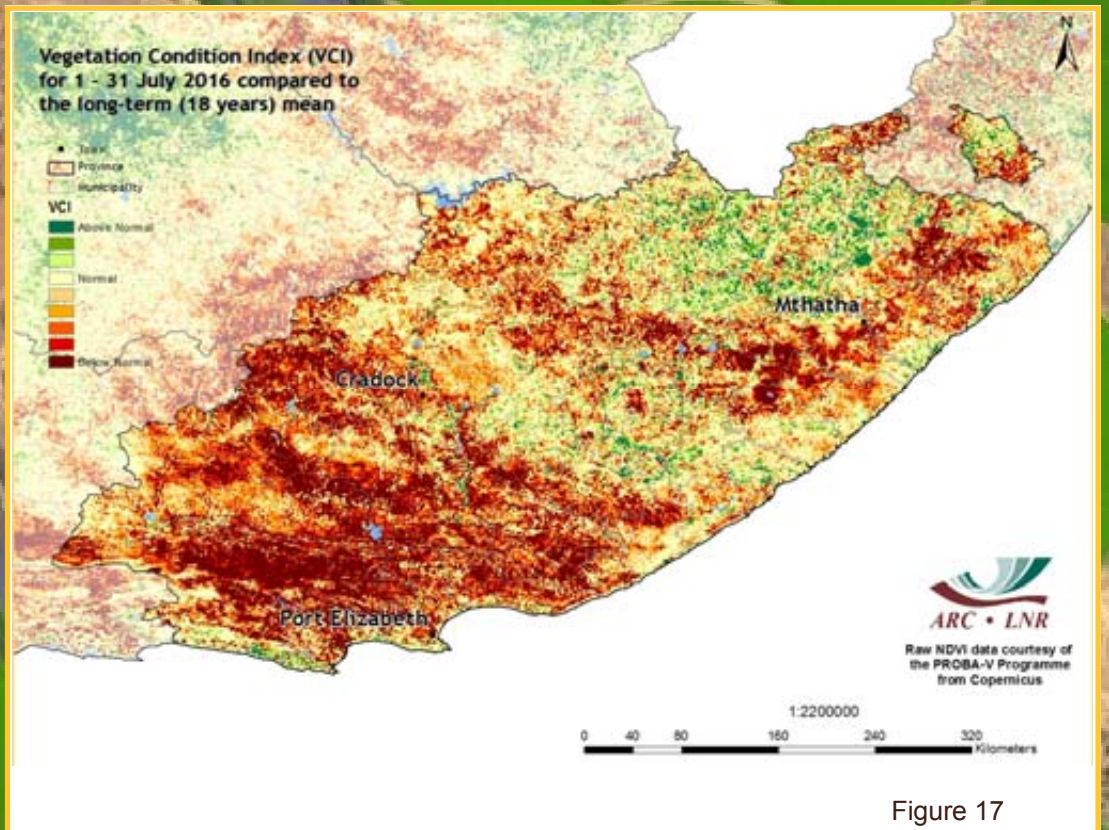 Vegetation Condition Index (VCI)
for 1 - 31 July 2016 compared to
the long-term (18 years) mean
N
Town
Province
Municipality
VCI
Above Normal
Normal
Below Normal
Mthatha
Cradock
Port Elizabeth
ARC • LNR
Raw NDVI data courtesy of
the PROBA-V Programme
from Copernicus
1:2200000
0 40 80 160 240 320
Kilometers
Figure 17